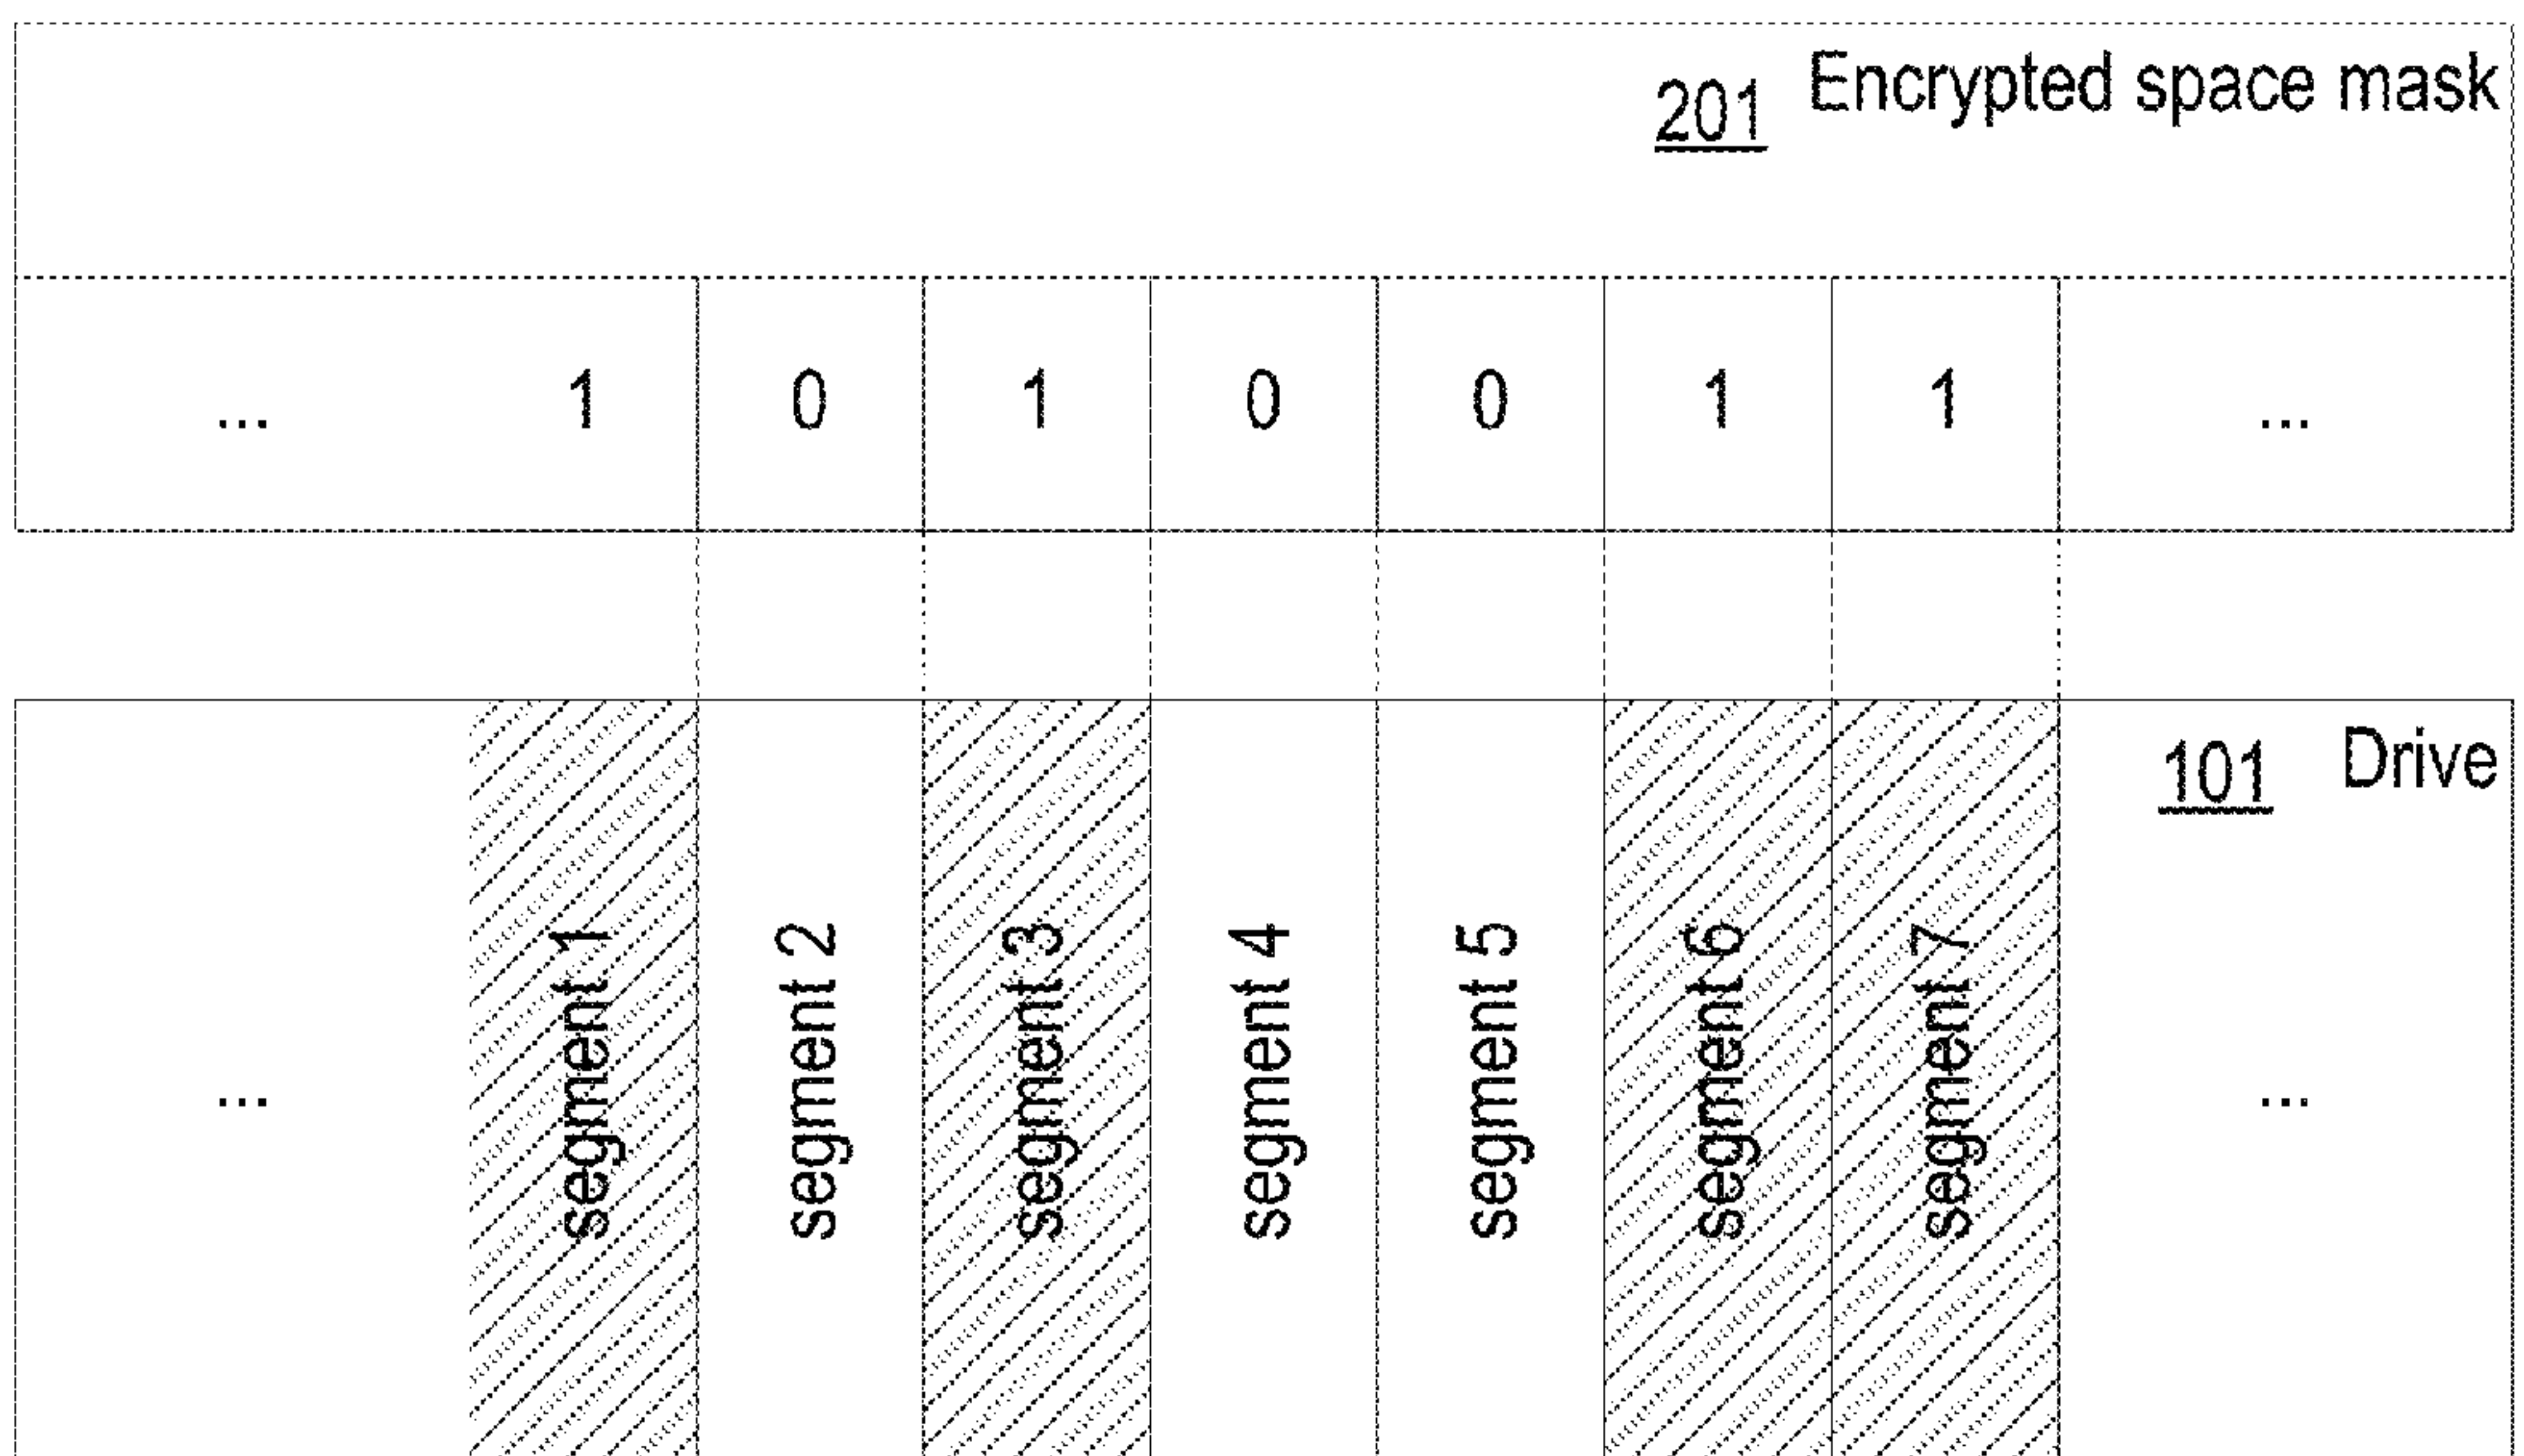 201 Encrypted space mask
... 1 0 1 0 0 1 1 ...
101 Drive
...
segment 1
segment 2
segment 3
segment 4
segment 5
segment 6
segment 7
...